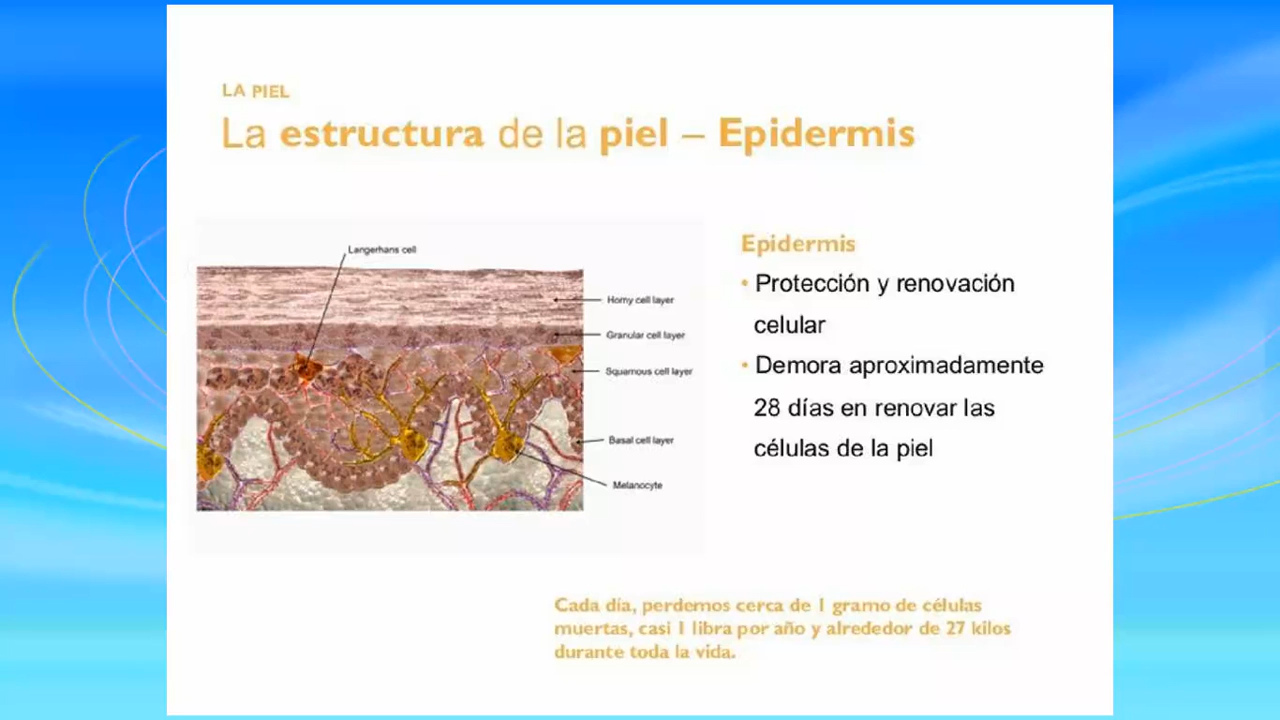 LA PIEL
La estructura de la piel – Epidermis
Langerhans cell
Horny cell layer
Granular cell layer
Squamous cell layer
Basal cell layer
Melanocyte
Epidermis
• Protección y renovación
celular
• Demora aproximadamente
28 días en renovar las
células de la piel
Cada día, perdemos cerca de 1 gramo de células
muertas, casi 1 libra por año y alrededor de 27 kilos
durante toda la vida.